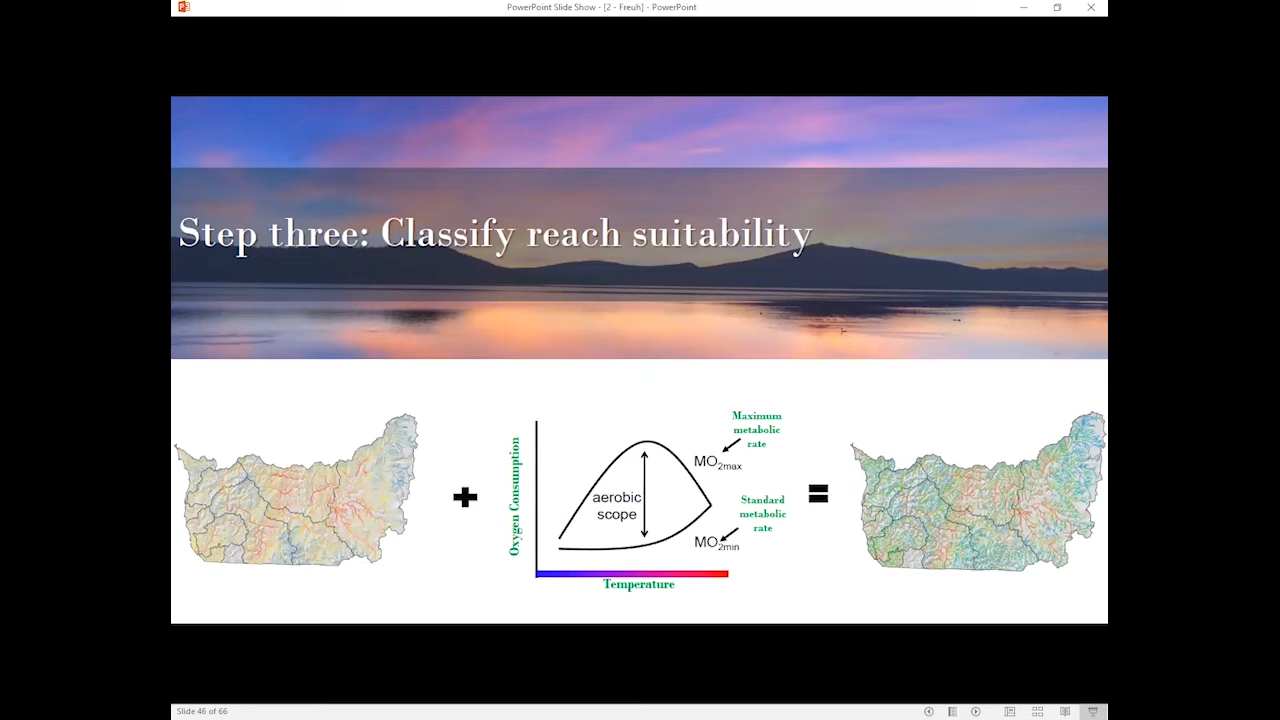 PowerPoint Slide Show - [2 - Freuh] - PowerPoint
Step three: Classify reach suitability
Oxygen Consumption
aerobic
scope
Maximum
metabolic
rate
MO2max
Standard
metabolic
rate
MO2min
Temperature
Slide 46 of 66